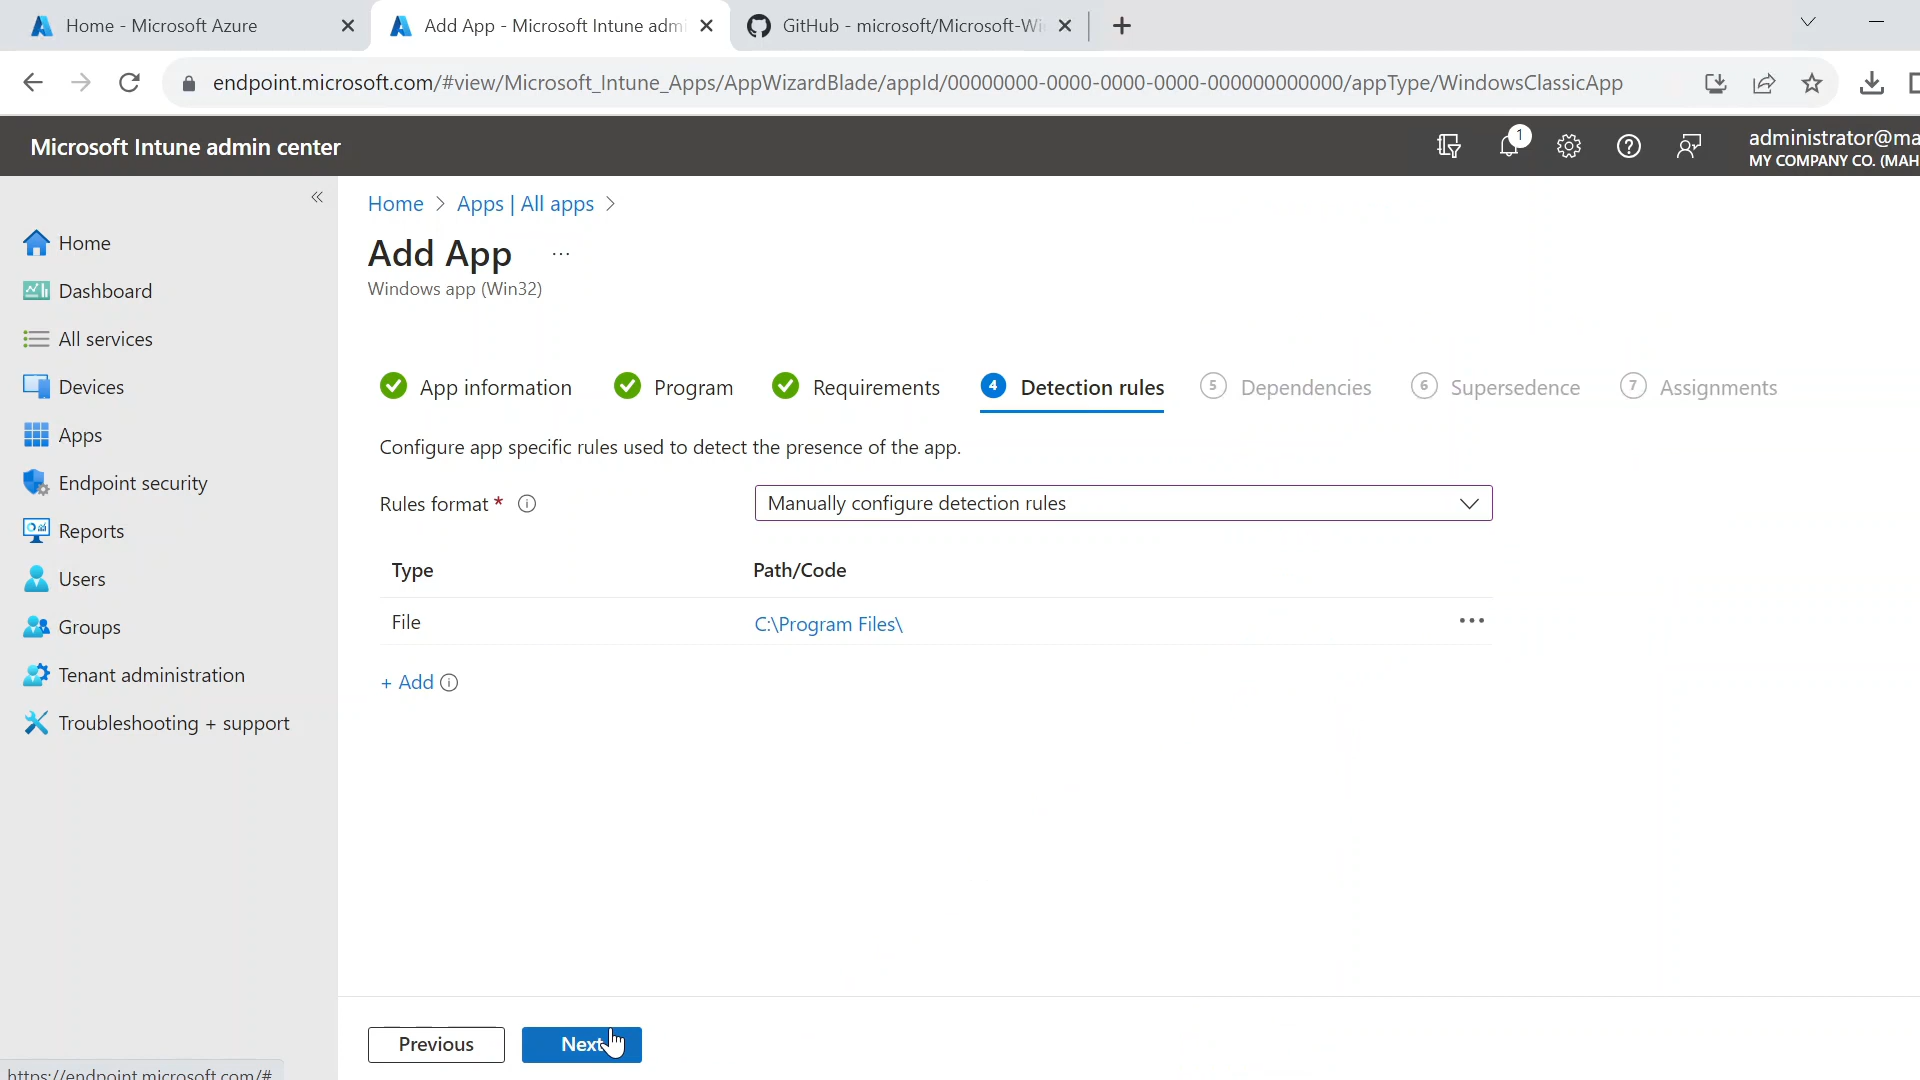 Home - Microsoft Azure
Add App - Microsoft Intune admi
GitHub - microsoft/Microsoft-Wi
endpoint.microsoft.com/#view/Microsoft_Intune_Apps/AppWizardBlade/appId/00000000-0000-0000-0000-000000000000/appType/WindowsClassicApp
Microsoft Intune admin center
1
administrator@ma
MY COMPANY CO. (MAH
Home
Dashboard
All services
Devices
Apps
Endpoint security
Reports
Users
Groups
Tenant administration
Troubleshooting + support
Home > Apps | All apps >
Add App ...
Windows app (Win32)
App information
Program
Requirements
4 Detection rules
5 Dependencies
6 Supersedence
7 Assignments
Configure app specific rules used to detect the presence of the app.
Rules format *
Manually configure detection rules
Type Path/Code
File C:\Program Files\ ...
+ Add
Previous
Next
https://endpoint.microsoft.com/#